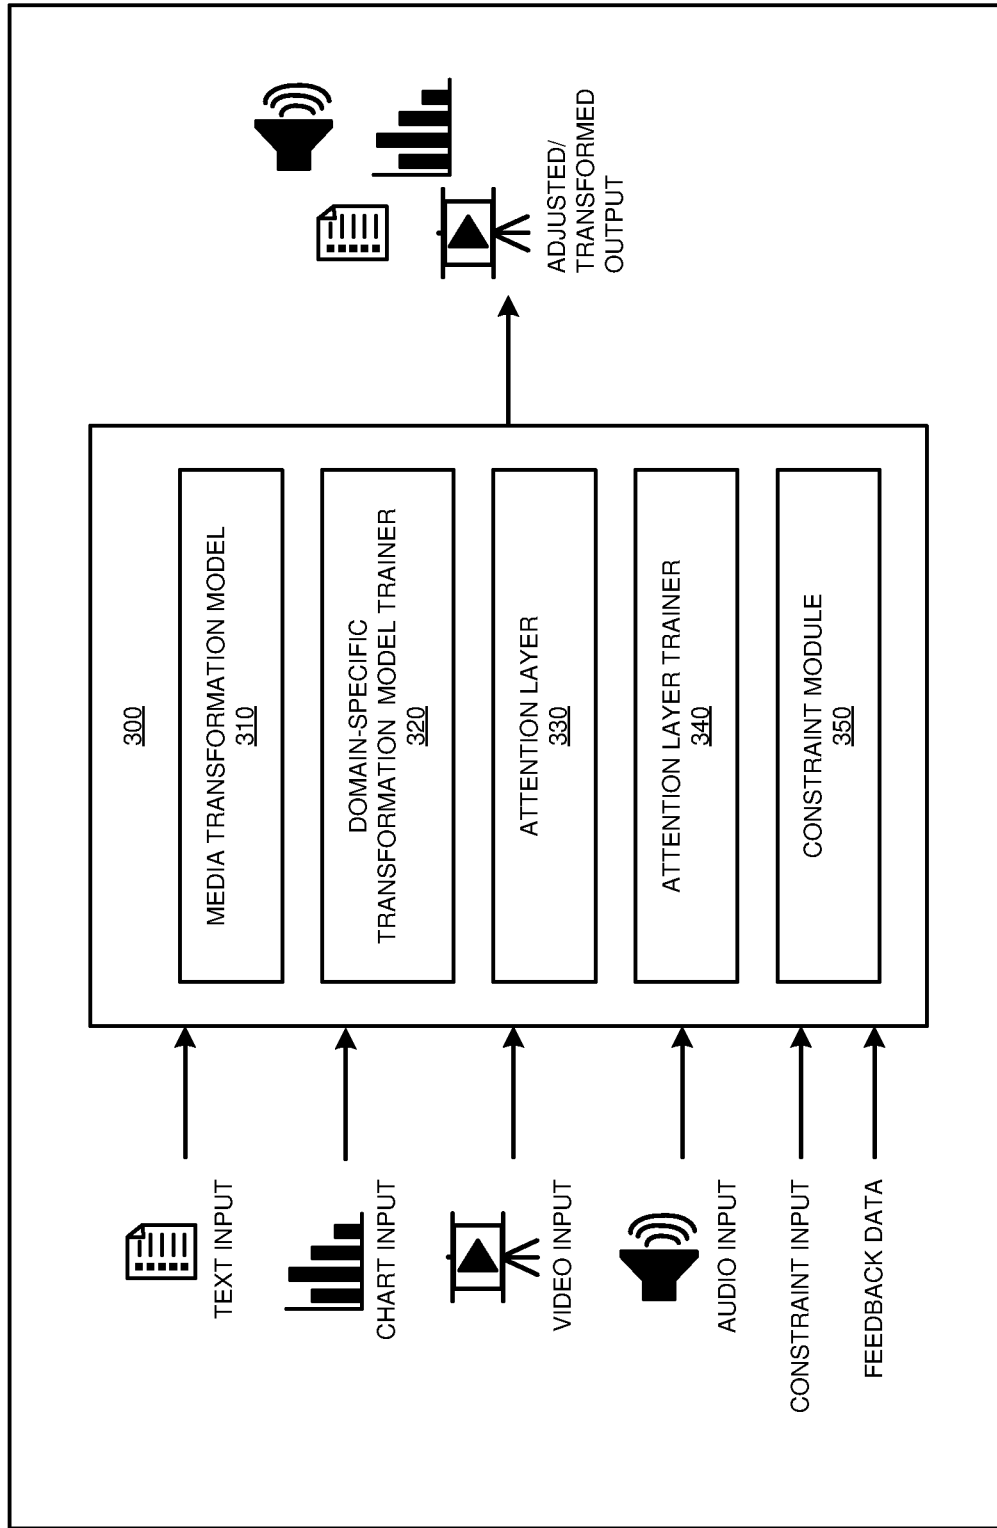 TEXT INPUT
CHART INPUT
VIDEO INPUT
AUDIO INPUT
CONSTRAINT INPUT
FEEDBACK DATA
300
MEDIA TRANSFORMATION MODEL
310
DOMAIN-SPECIFIC
TRANSFORMATION MODEL TRAINER
320
ATTENTION LAYER
330
ATTENTION LAYER TRAINER
340
CONSTRAINT MODULE
350
ADJUSTED/
TRANSFORMED
OUTPUT